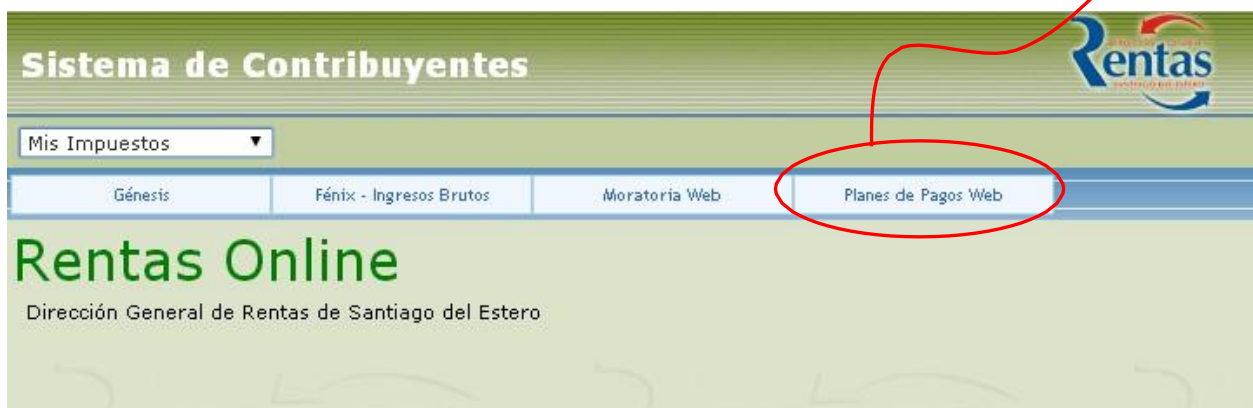 Sistema de Contribuyentes
Rentas
Mis Impuestos
Génesis
Fénix - Ingresos Brutos
Moratoria Web
Planes de Pagos Web
Rentas Online
Dirección General de Rentas de Santiago del Estero